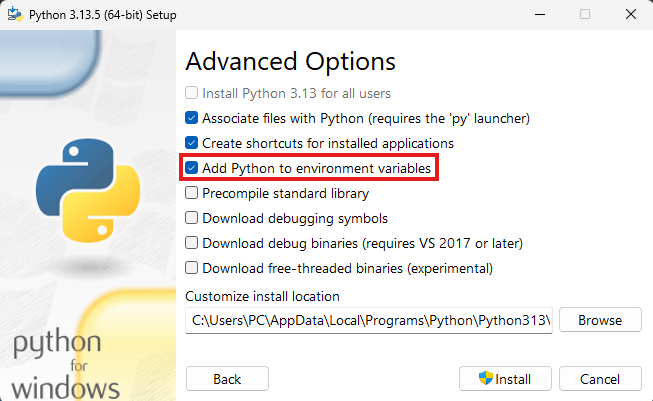 Python 3.13.5 (64-bit) Setup
Advanced Options
Install Python 3.13 for all users
Associate files with Python (requires the 'py' launcher)
Create shortcuts for installed applications
Add Python to environment variables
Precompile standard library
Download debugging symbols
Download debug binaries (requires VS 2017 or later)
Download free-threaded binaries (experimental)
Customize install location
C:\Users\PC\AppData\Local\Programs\Python\Python313\
Browse
python
for
windows
Back
Install
Cancel